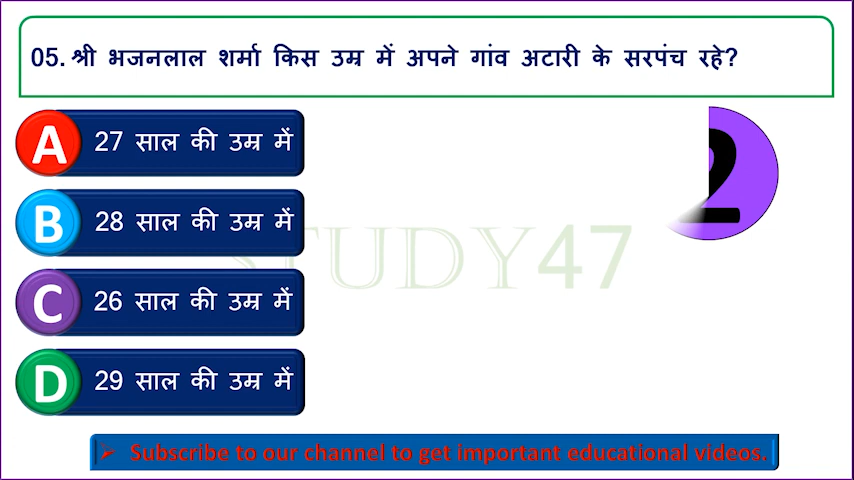 05. श्री भजनलाल शर्मा किस उम्र में अपने गांव अटारी के सरपंच रहे?
A 27 साल की उम्र में
2
B 28 साल की उम्र में
STUDY47
C 26 साल की उम्र में
D 29 साल की उम्र में
➢ Subscribe to our channel to get important educational videos.